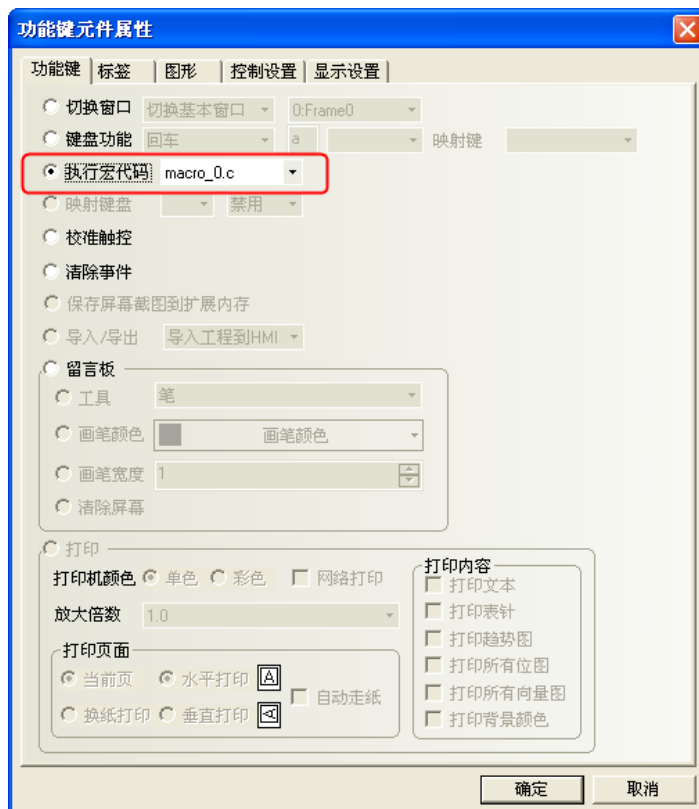 功能键元件属性
功能键 标签 图形 控制设置 显示设置
切换窗口 切换基本窗口 0:Frame0
键盘功能 回车 a 映射键
执行宏代码 macro_0.c
映射键盘 禁用
校准触控
清除事件
保存屏幕截图到扩展内存
导入/导出 导入工程到HMI
留言板
工具 笔
画笔颜色 画笔颜色
画笔宽度 1
清除屏幕
打印
打印机颜色 单色 彩色 网络打印
放大倍数 1.0
打印页面
当前页 水平打印 A
换纸打印 垂直打印 A
自动走纸
打印内容
打印文本
打印表针
打印趋势图
打印所有位图
打印所有向量图
打印背景颜色
确定 取消